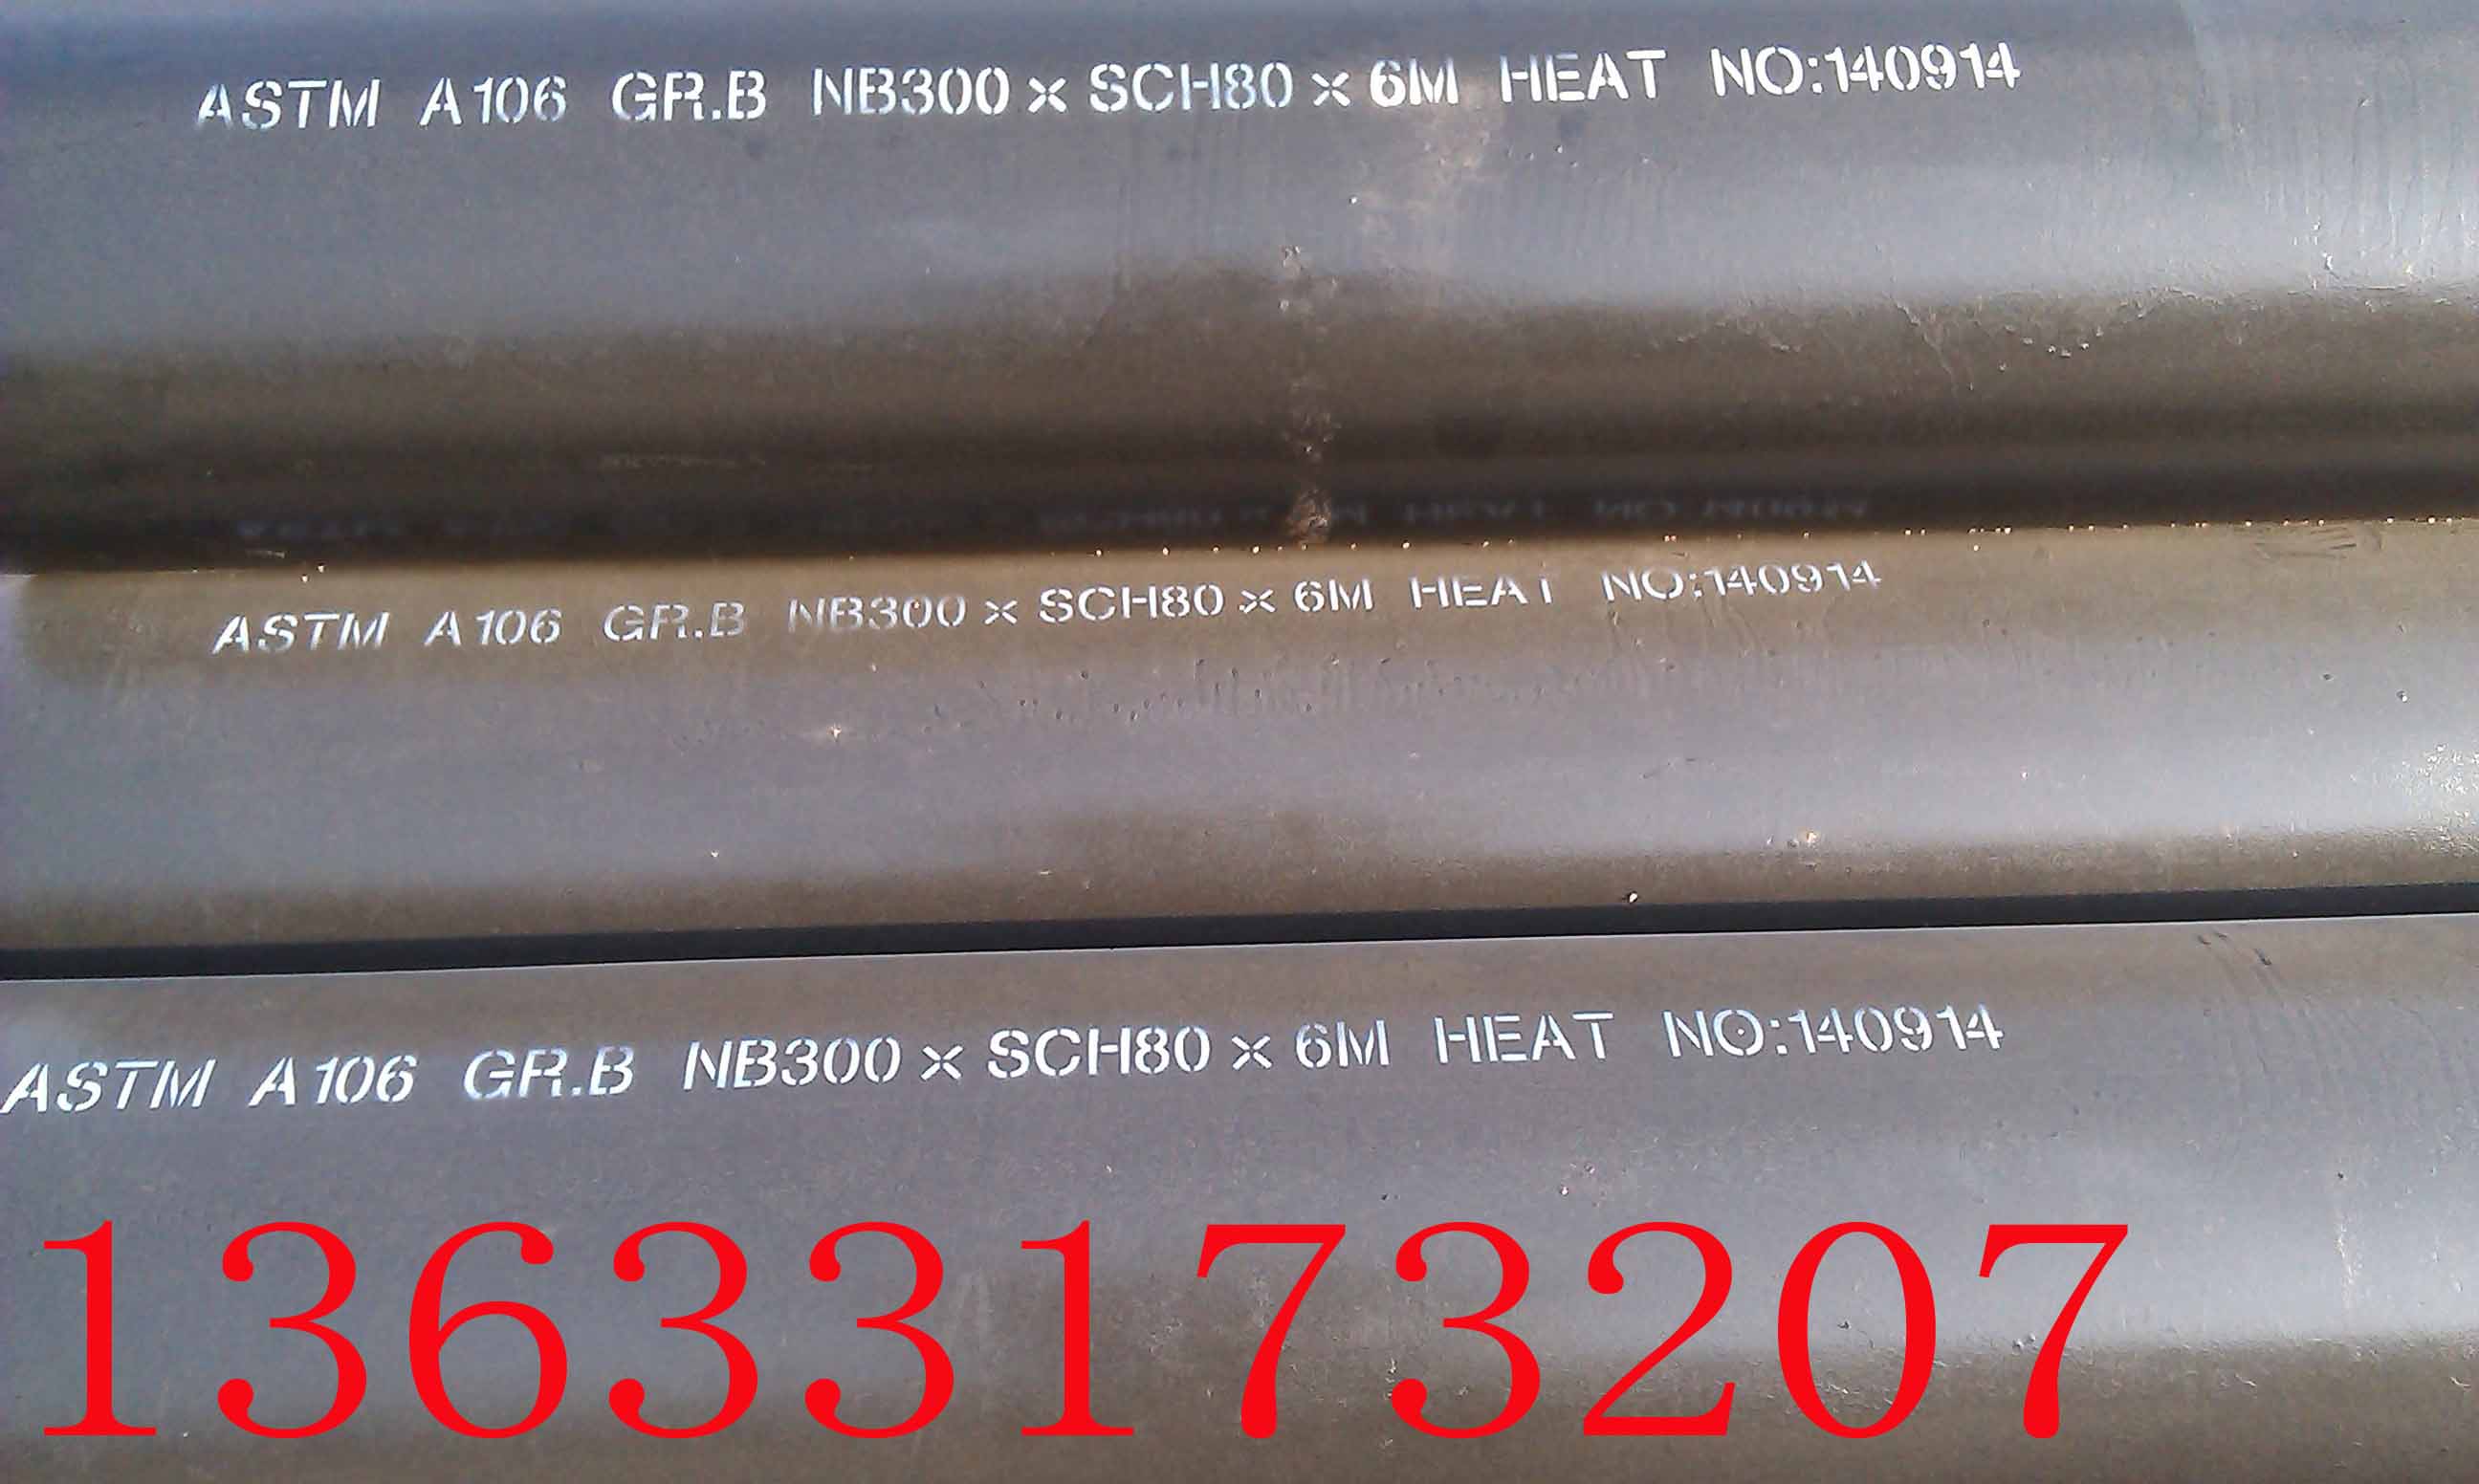 ASTM A106 GR.B NB300 × SCH80 × 6M HEAT NO:140914
ASTM A106 GR.B NB300 × SCH80 × 6M HEAT NO:140914
ASTM A106 GR.B NB300 × SCH80 × 6M HEAT NO:140914
13633173207